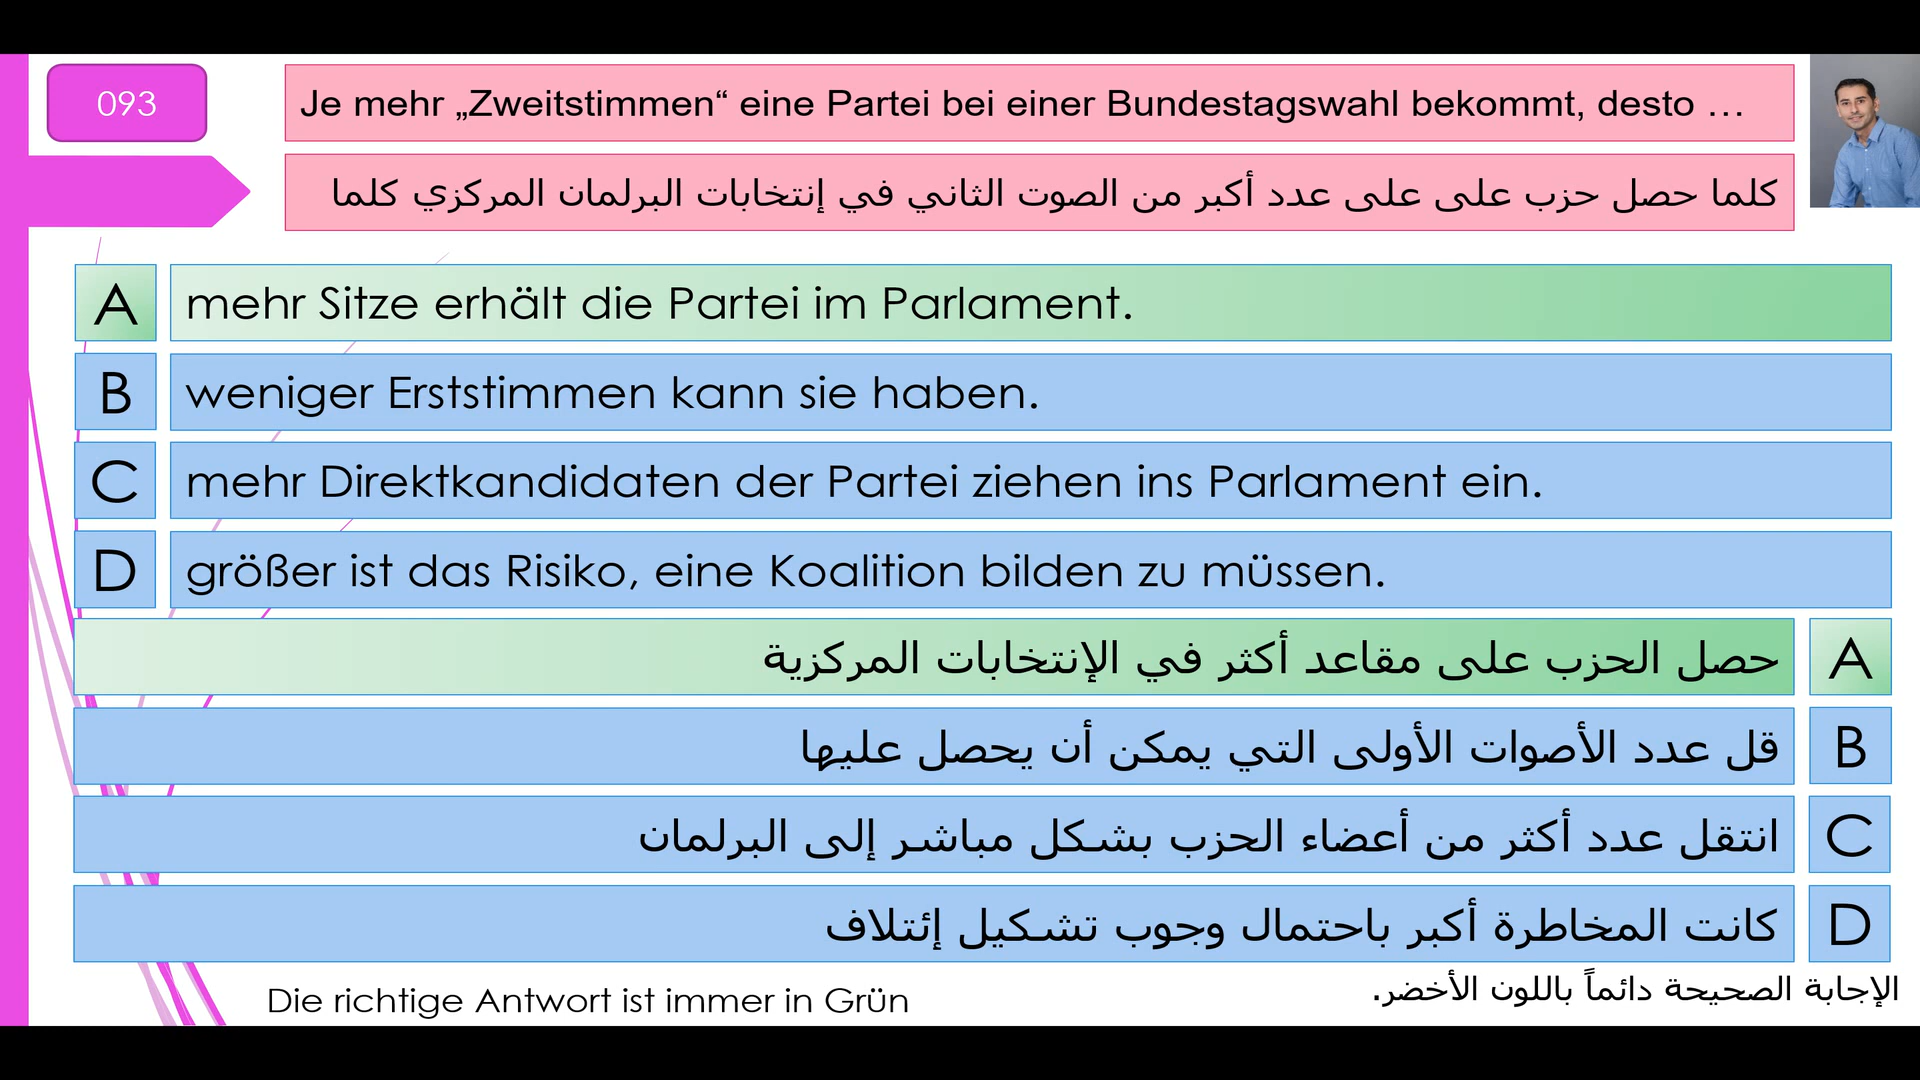 093
Je mehr „Zweitstimmen“ eine Partei bei einer Bundestagswahl bekommt, desto …
كلما حصل حزب على على عدد أكبر من الصوت الثاني في إنتخابات البرلمان المركزي كلما
A mehr Sitze erhält die Partei im Parlament.
B weniger Erststimmen kann sie haben.
C mehr Direktkandidaten der Partei ziehen ins Parlament ein.
D größer ist das Risiko, eine Koalition bilden zu müssen.
A حصل الحزب على مقاعد أكثر في الإنتخابات المركزية
B قل عدد الأصوات الأولى التي يمكن أن يحصل عليها
C انتقل عدد أكثر من أعضاء الحزب بشكل مباشر إلى البرلمان
D كانت المخاطرة أكبر باحتمال وجوب تشكيل إئتلاف
Die richtige Antwort ist immer in Grün
الإجابة الصحيحة دائماً باللون الأخضر.